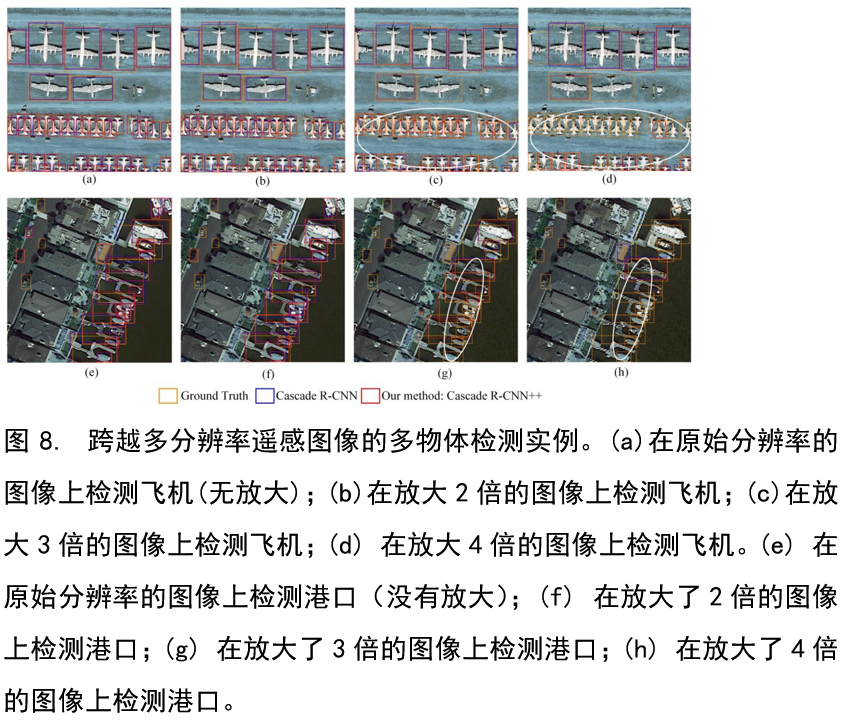 (a) (b) (c) (d)
(e) (f) (g) (h)
Ground Truth Cascade R-CNN Our method: Cascade R-CNN++
图 8. 跨越多分辨率遥感图像的多物体检测实例。(a)在原始分辨率的
图像上检测飞机(无放大)；(b)在放大 2 倍的图像上检测飞机；(c)在放
大 3 倍的图像上检测飞机；(d) 在放大 4 倍的图像上检测飞机。(e) 在
原始分辨率的图像上检测港口（没有放大）；(f) 在放大了 2 倍的图像
上检测港口；(g) 在放大了 3 倍的图像上检测港口；(h) 在放大了 4 倍
的图像上检测港口。